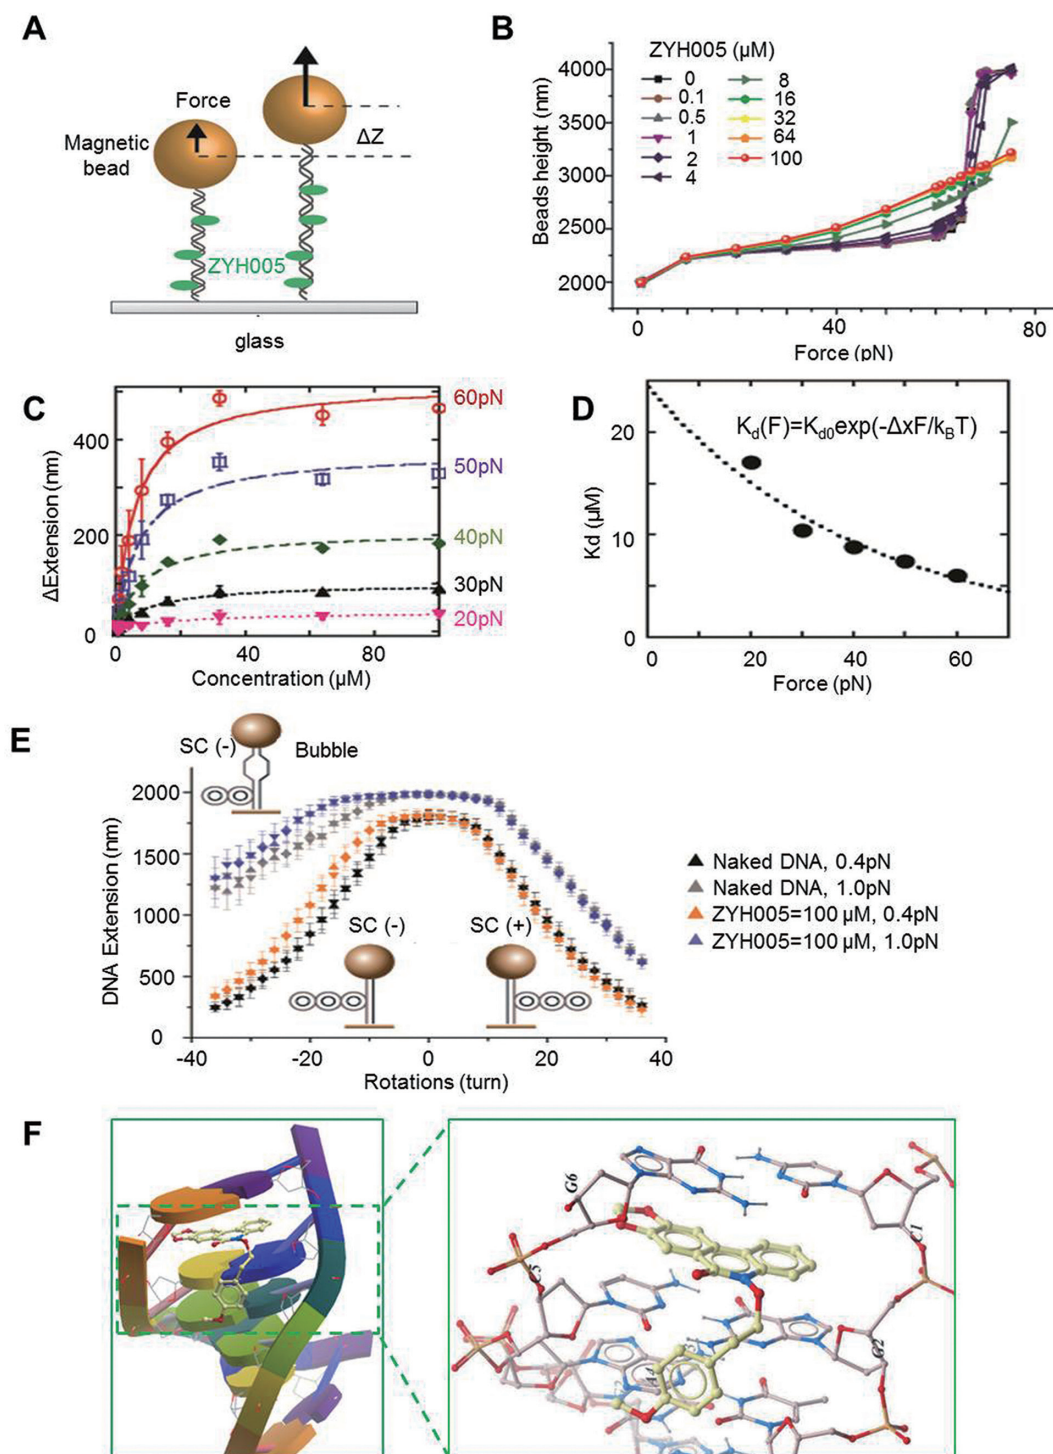 A
Force
Magnetic
bead
ΔZ
ZYH005
glass
B
ZYH005 (μM)
0
0.1
0.5
1
2
4
8
16
32
64
100
Beads height (nm)
4000
3500
3000
2500
2000
0
40
80
Force (pN)
C
ΔExtension (nm)
400
200
0
60pN
50pN
40pN
30pN
20pN
0
40
80
Concentration (μM)
D
Kd(F)=Kd0exp(-ΔxF/kBT)
Kd (μM)
20
10
0
0
20
40
60
Force (pN)
E
SC (-)
Bubble
DNA Extension (nm)
2000
1500
1000
500
0
SC (-)
SC (+)
-40
-20
0
20
40
Rotations (turn)
Naked DNA, 0.4pN
Naked DNA, 1.0pN
ZYH005=100 μM, 0.4pN
ZYH005=100 μM, 1.0pN
F
G6
C5
C1
G2
A4